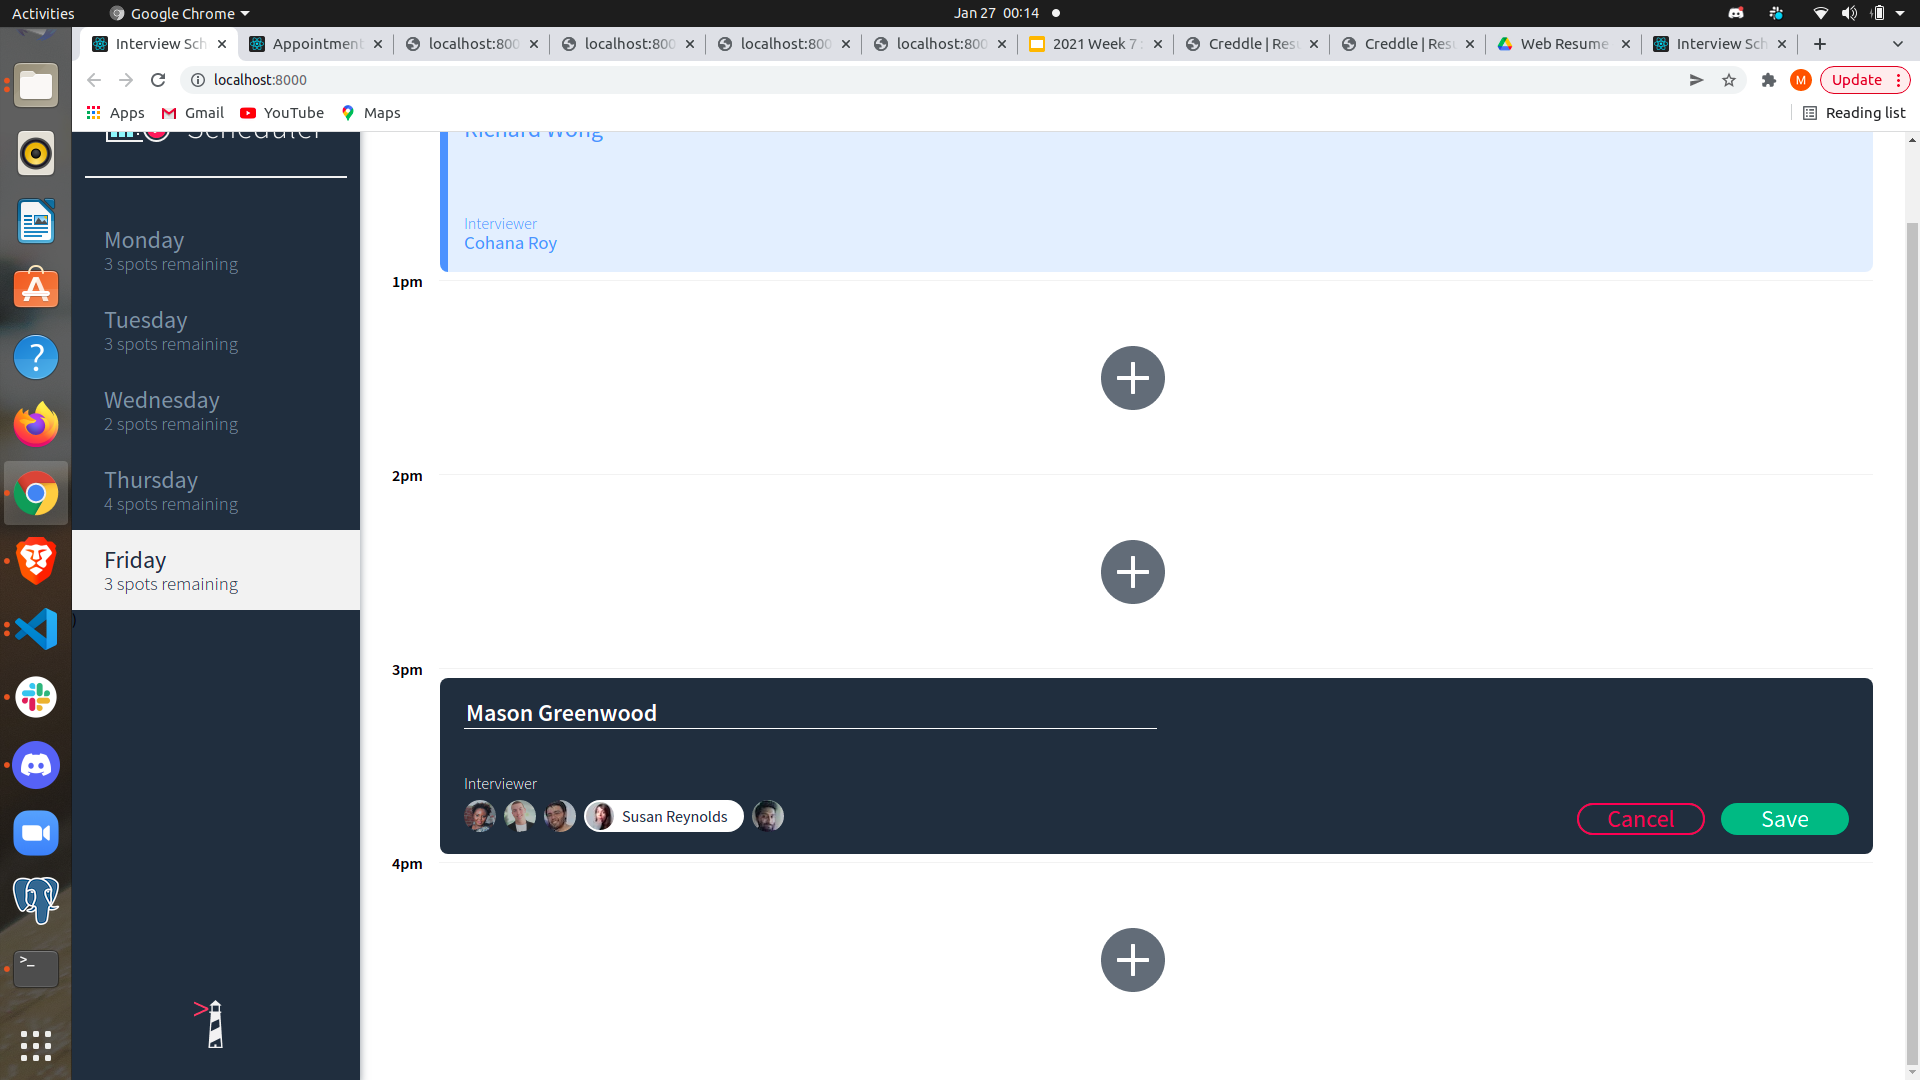 Activities
Google Chrome
Jan 27 00:14
Interview Sch
Appointment
localhost:800
localhost:800
localhost:800
localhost:800
2021 Week 7
Creddle | Resu
Creddle | Resu
Web Resume
Interview Sch
localhost:8000
M
Update
Apps
Gmail
YouTube
Maps
Reading list
Scheduler
Monday
3 spots remaining
Tuesday
3 spots remaining
Wednesday
2 spots remaining
Thursday
4 spots remaining
Friday
3 spots remaining
Richard Wong
Interviewer
Cohana Roy
1pm
2pm
3pm
Mason Greenwood
Interviewer
Susan Reynolds
Cancel
Save
4pm